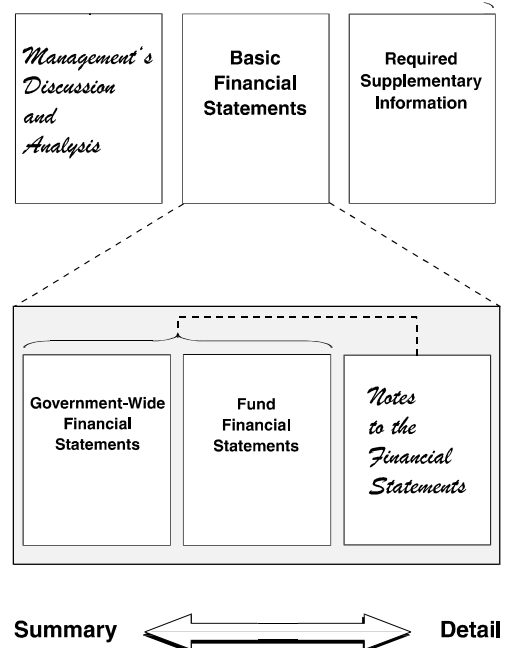 Management's
Discussion
and
Analysis
Basic
Financial
Statements
Required
Supplementary
Information
Government-Wide
Financial
Statements
Fund
Financial
Statements
Notes
to the
Financial
Statements
Summary
Detail